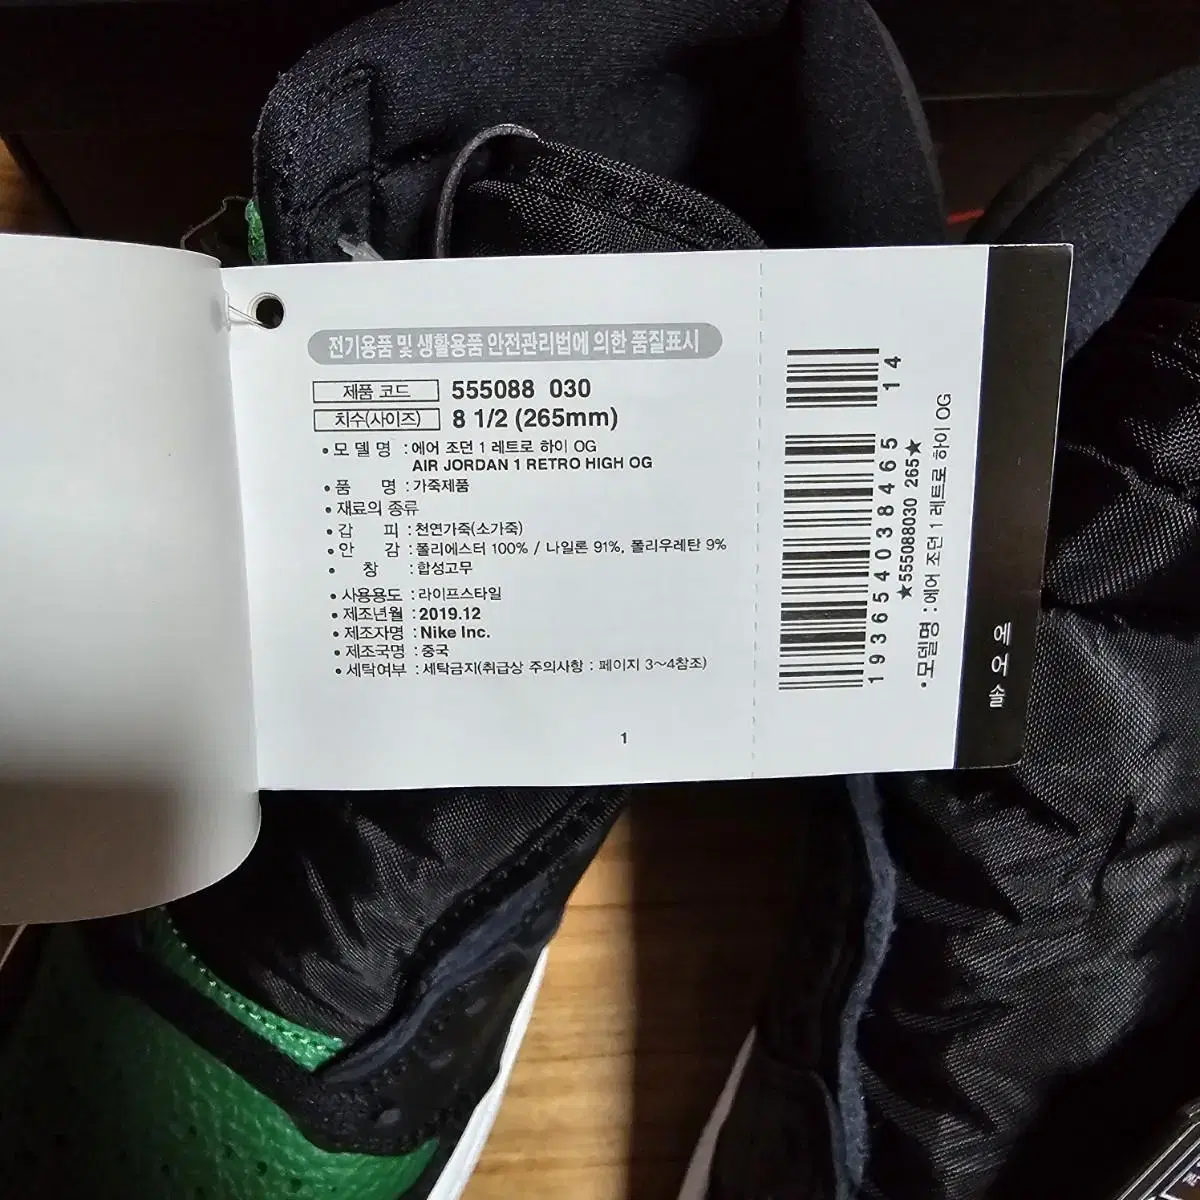 전기용품 및 생활용품 안전관리법에 의한 품질표시
제품 코드 555088 030
치수(사이즈) 8 1/2 (265mm)
• 모 델 명 : 에어 조던 1 레트로 하이 OG
AIR JORDAN 1 RETRO HIGH OG
• 품 명 : 가죽제품
• 재료의 종류
• 갑 피 : 천연가죽(소가죽)
• 안 감 : 폴리에스터 100% / 나일론 91%, 폴리우레탄 9%
• 창 : 합성고무
• 사용용도 : 라이프스타일
• 제조년월 : 2019.12
• 제조자명 : Nike Inc.
• 제조국명 : 중국
• 세탁여부 : 세탁금지(취급상 주의사항 : 페이지 3~4참조)
1
14
193654038465
★555088030 265★
• 모델명 : 에어 조던 1 레트로 하이 OG
에어솔